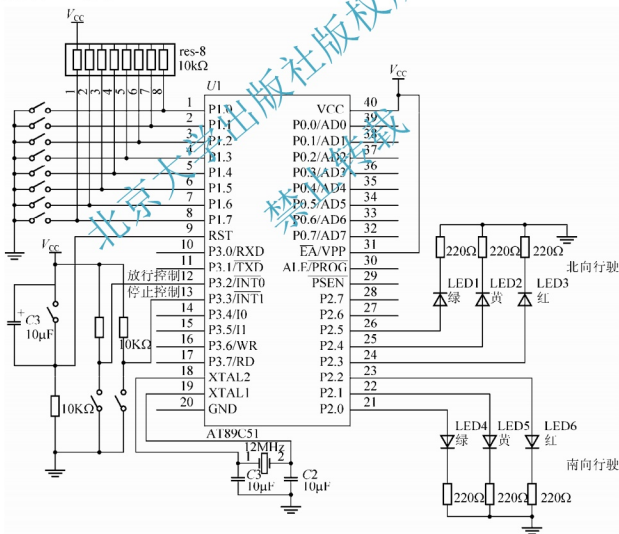 VCC
res-8
10kΩ
1 2 3 4 5 6 7 8
U1
1 P1.0
2 P1.1
3 P1.2
4 P1.3
5 P1.4
6 P1.5
7 P1.6
8 P1.7
9 RST
10 P3.0/RXD
11 P3.1/TXD
放行控制 12 P3.2/INT0
停止控制 13 P3.3/INT1
14 P3.4/I0
15 P3.5/I1
16 P3.6/WR
17 P3.7/RD
18 XTAL2
19 XTAL1
20 GND
VCC 40
P0.0/AD0 39
P0.1/AD1 38
P0.2/AD2 37
P0.3/AD3 36
P0.4/AD4 35
P0.5/AD5 34
P0.6/AD6 33
P0.7/AD7 32
EA/VPP 31
ALE/PROG 30
PSEN 29
P2.7 28
P2.6 27
P2.5 26
P2.4 25
P2.3 24
P2.2 23
P2.1 22
P2.0 21
AT89C51
VCC
VCC
+
C3
10μF
10KΩ
10KΩ
12MHz
1 2
C3
10μF
C2
10μF
220Ω 220Ω 220Ω
北向行驶
LED1 LED2 LED3
绿 黄 红
LED4 LED5 LED6
绿 黄 红
南向行驶
220Ω 220Ω 220Ω
北京大学出版社版权所
禁止转载